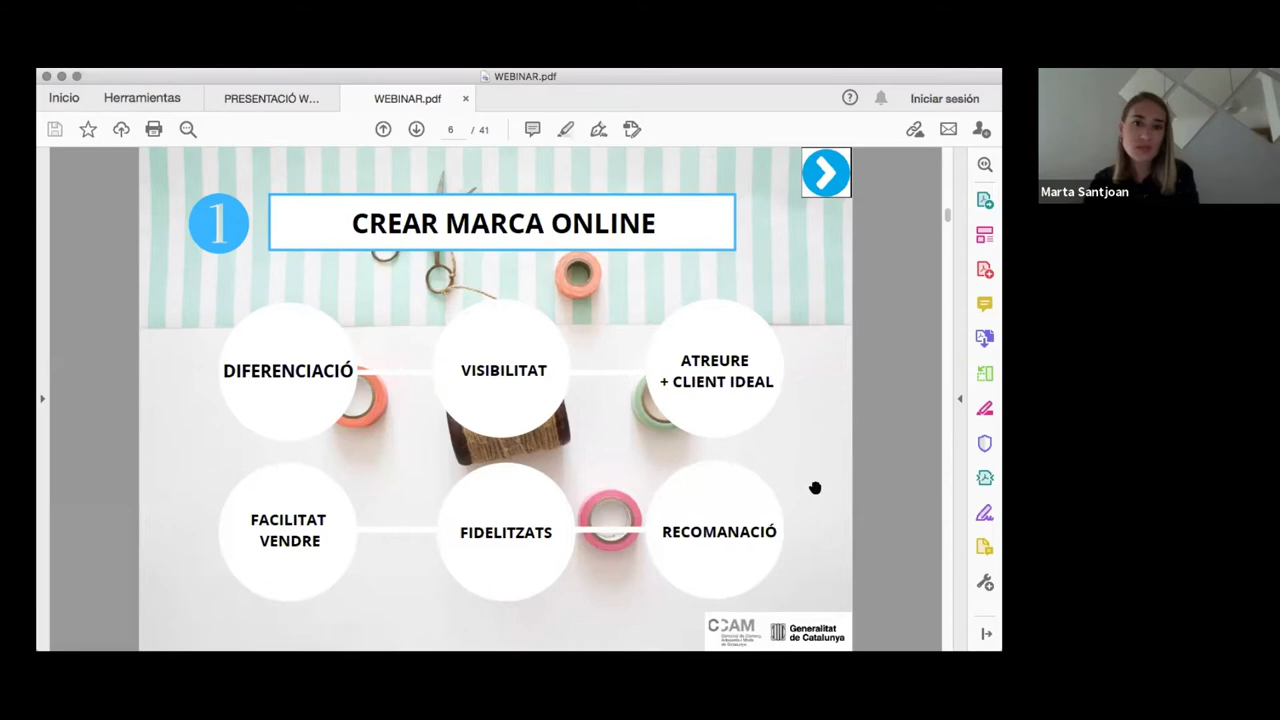 WEBINAR.pdf
Inicio
Herramientas
PRESENTACIÓ W...
WEBINAR.pdf
×
Iniciar sesión
6 / 41
Marta Santjoan
1
CREAR MARCA ONLINE
DIFERENCIACIÓ
VISIBILITAT
ATREURE
+ CLIENT IDEAL
FACILITAT
VENDRE
FIDELITZATS
RECOMANACIÓ
CCAM
Generalitat
de Catalunya